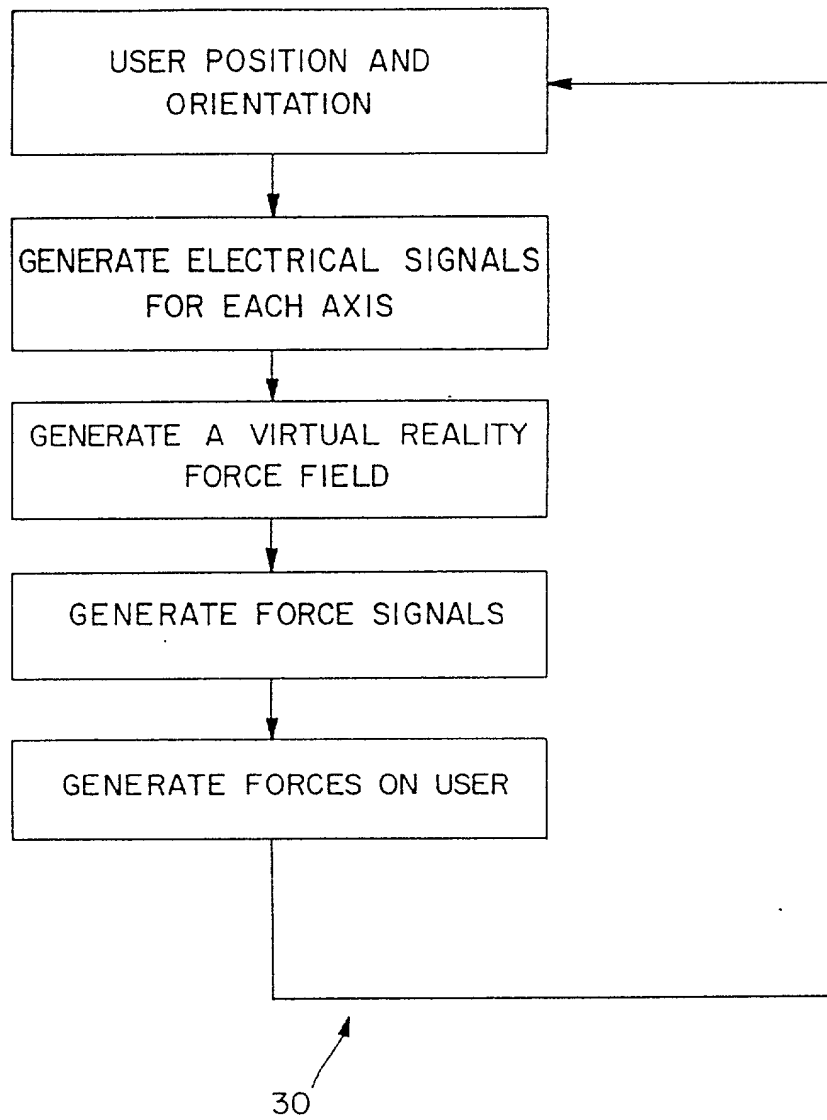 USER POSITION AND
ORIENTATION
GENERATE ELECTRICAL SIGNALS
FOR EACH AXIS
GENERATE A VIRTUAL REALITY
FORCE FIELD
GENERATE FORCE SIGNALS
GENERATE FORCES ON USER
30